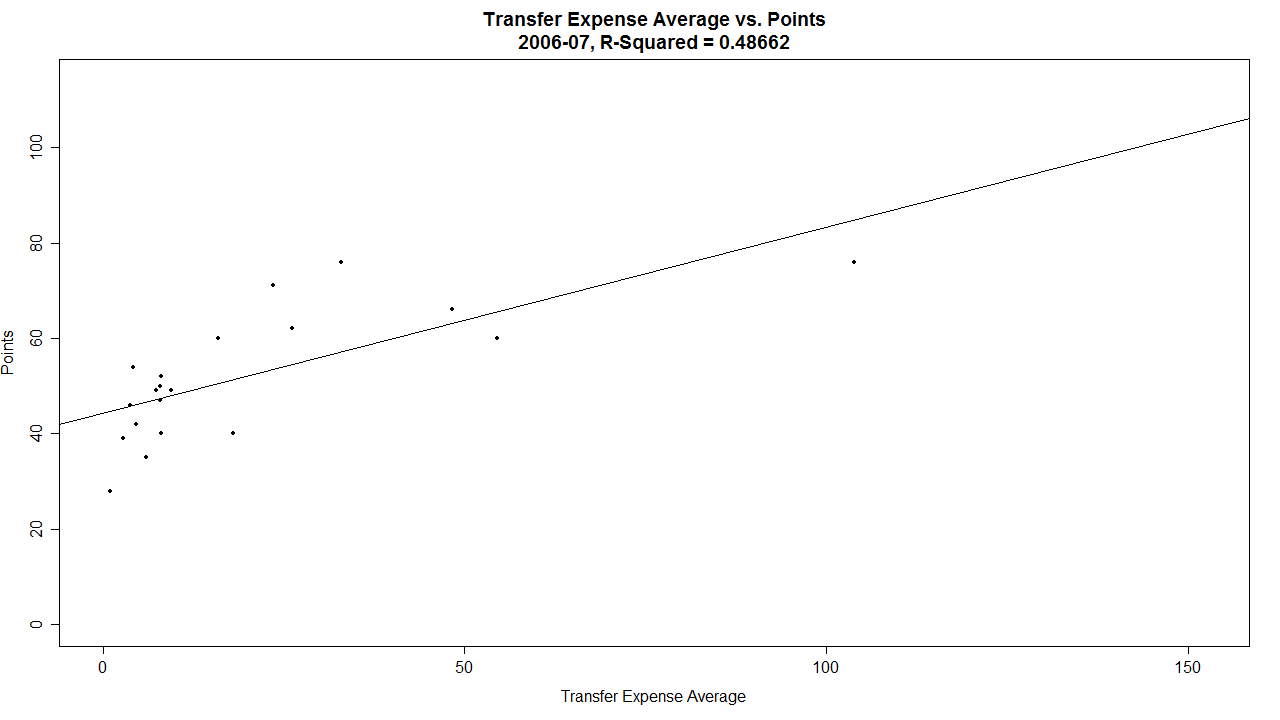 Transfer Expense Average vs. Points
2006-07, R-Squared = 0.48662
Points
100
80
60
40
20
0
0 50 100 150
Transfer Expense Average